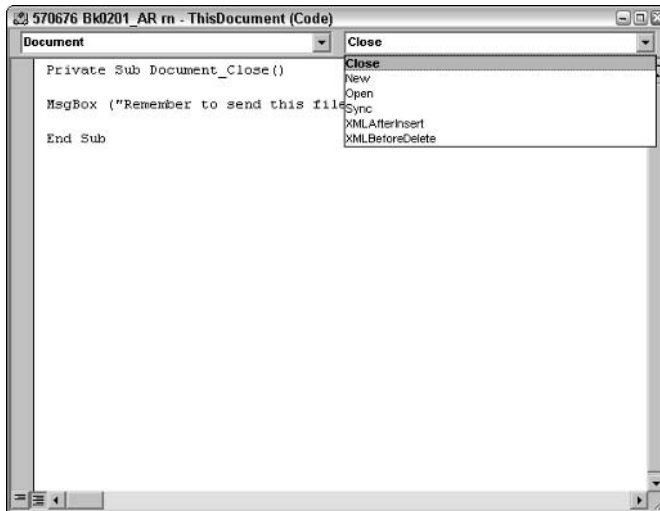 570676 Bk0201_AR rn - ThisDocument (Code)
Document
Close
Private Sub Document_Close()
MsgBox ("Remember to send this file
End Sub
Close
New
Open
Sync
XMLAfterInsert
XMLBeforeDelete